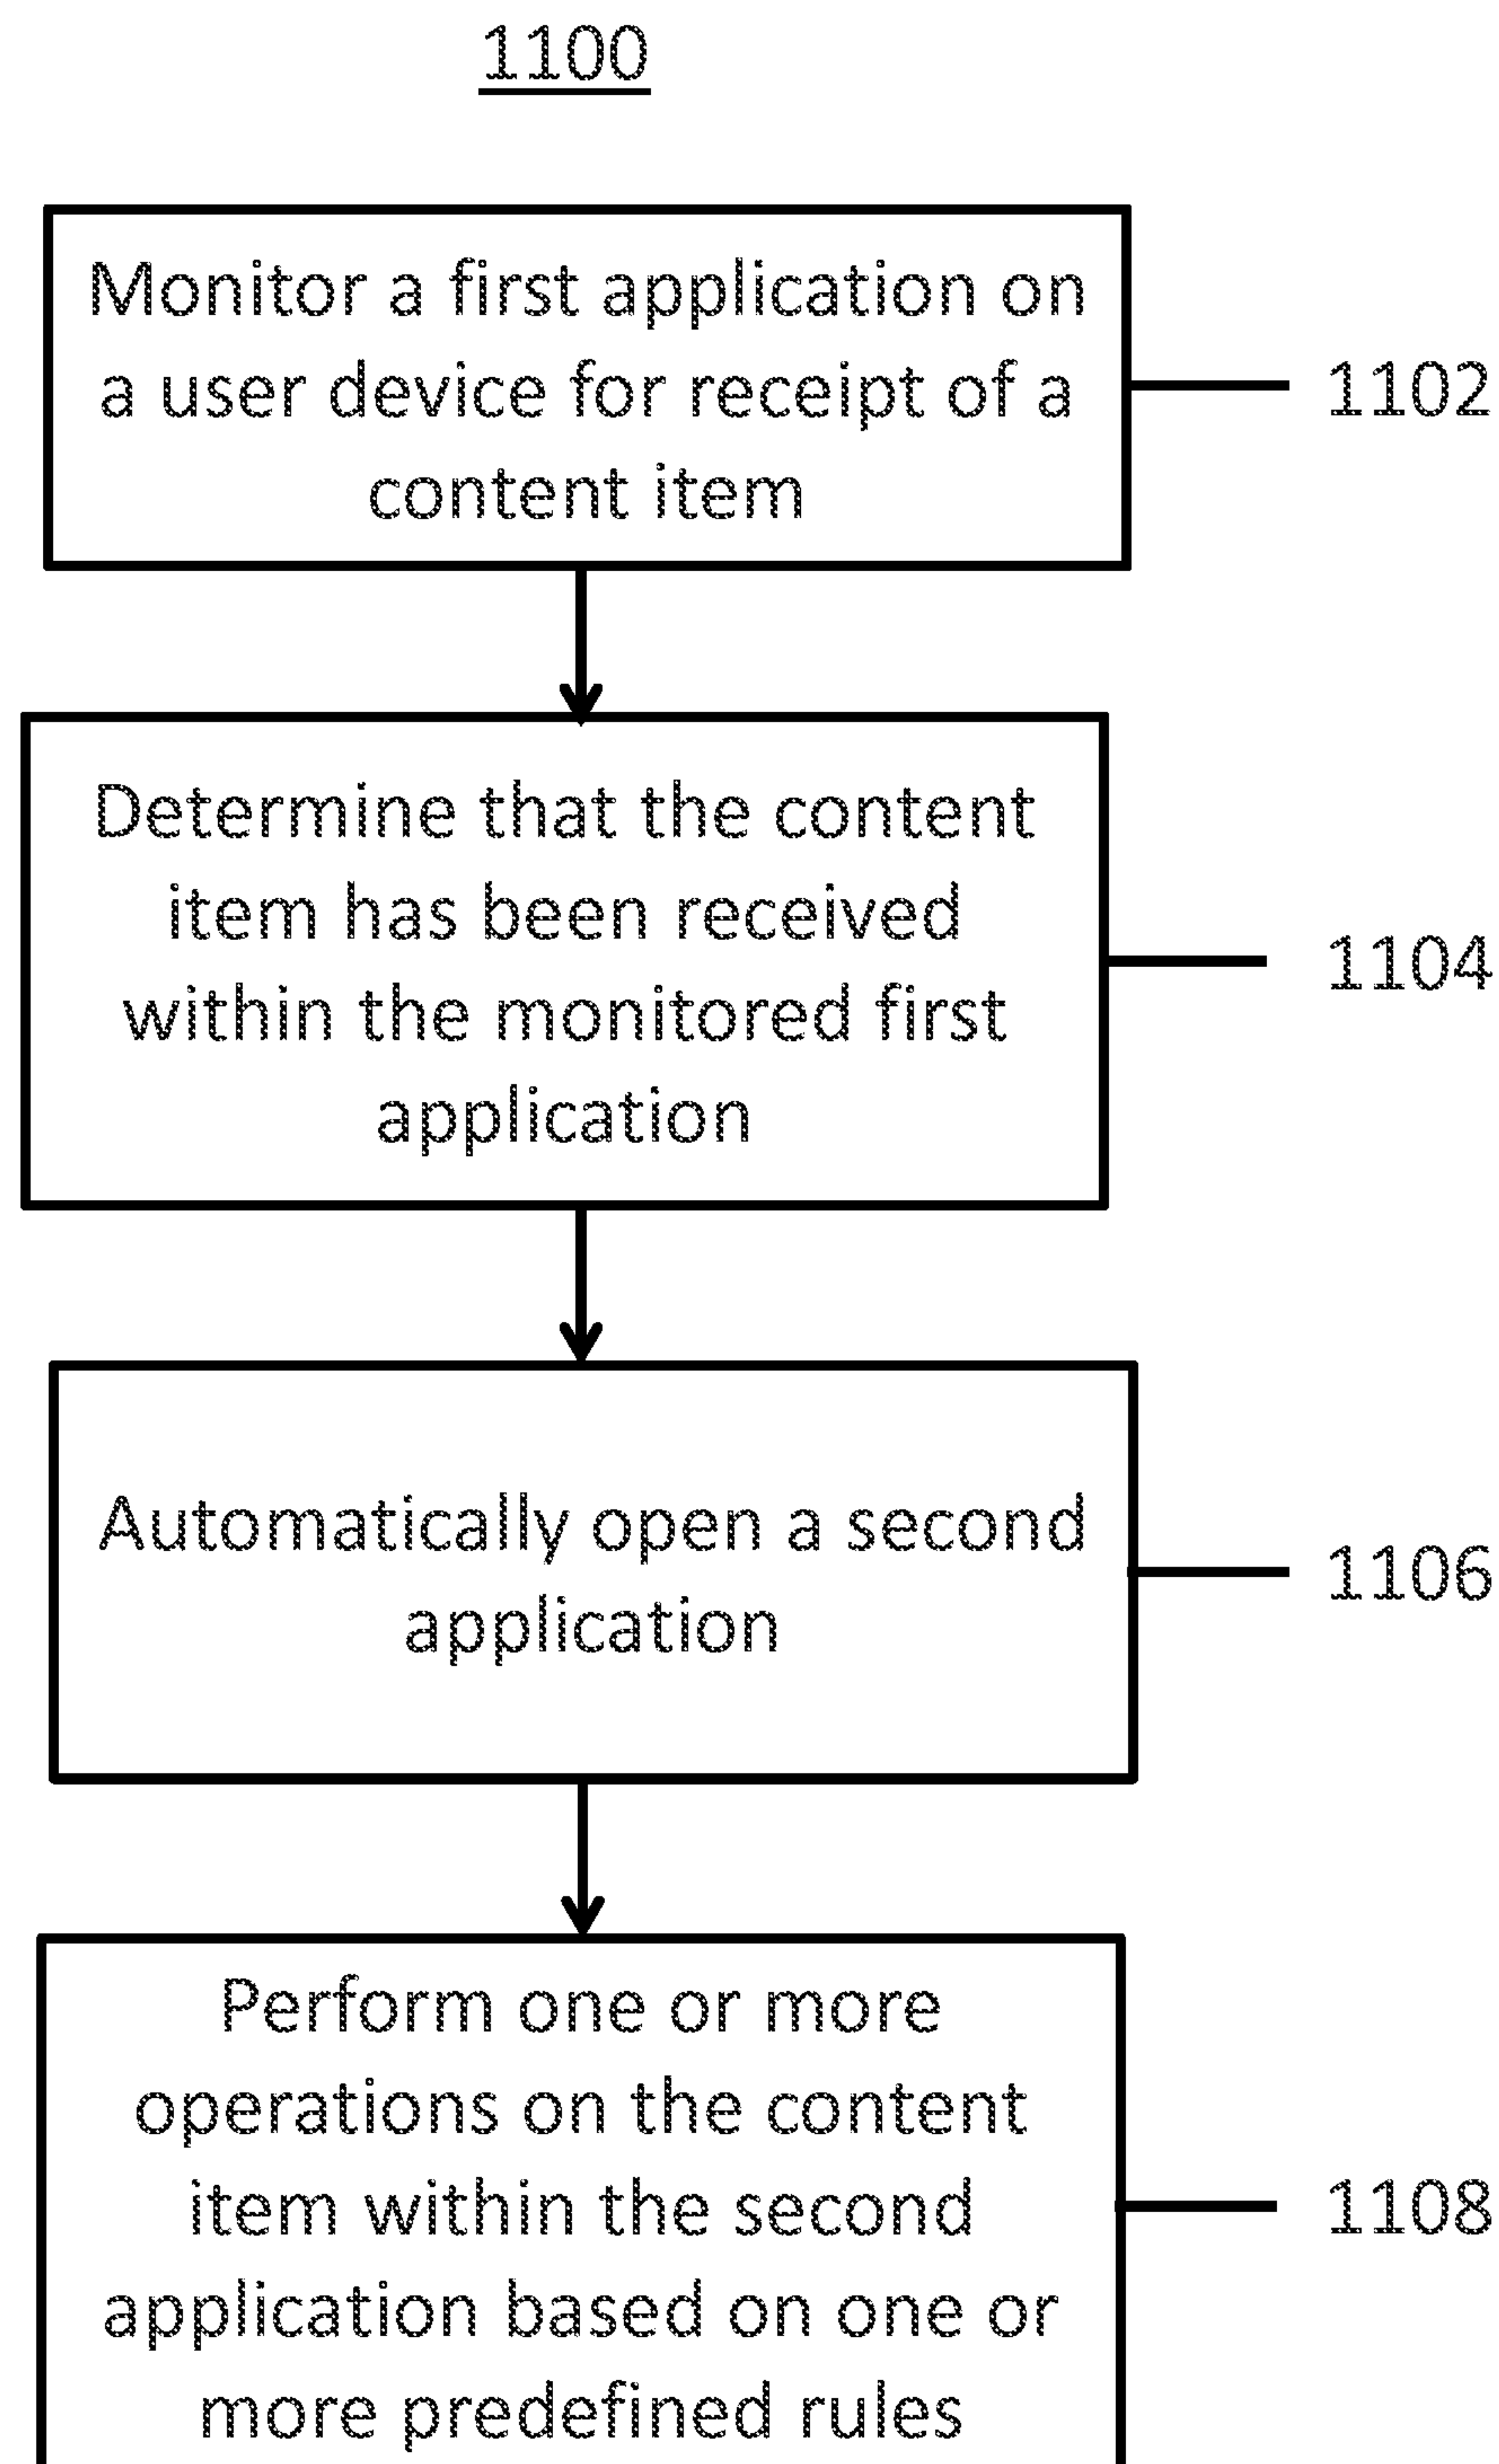 1100
Monitor a first application on
a user device for receipt of a
content item
1102
Determine that the content
item has been received
within the monitored first
application
1104
Automatically open a second
application
1106
Perform one or more
operations on the content
item within the second
application based on one or
more predefined rules
1108